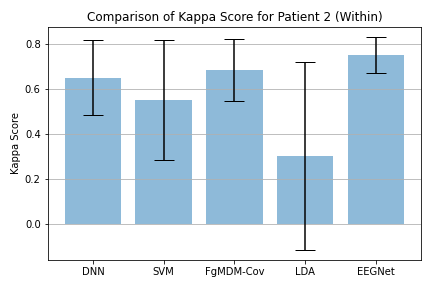 Comparison of Kappa Score for Patient 2 (Within)
Kappa Score
0.8
0.6
0.4
0.2
0.0
DNN SVM FgMDM-Cov LDA EEGNet